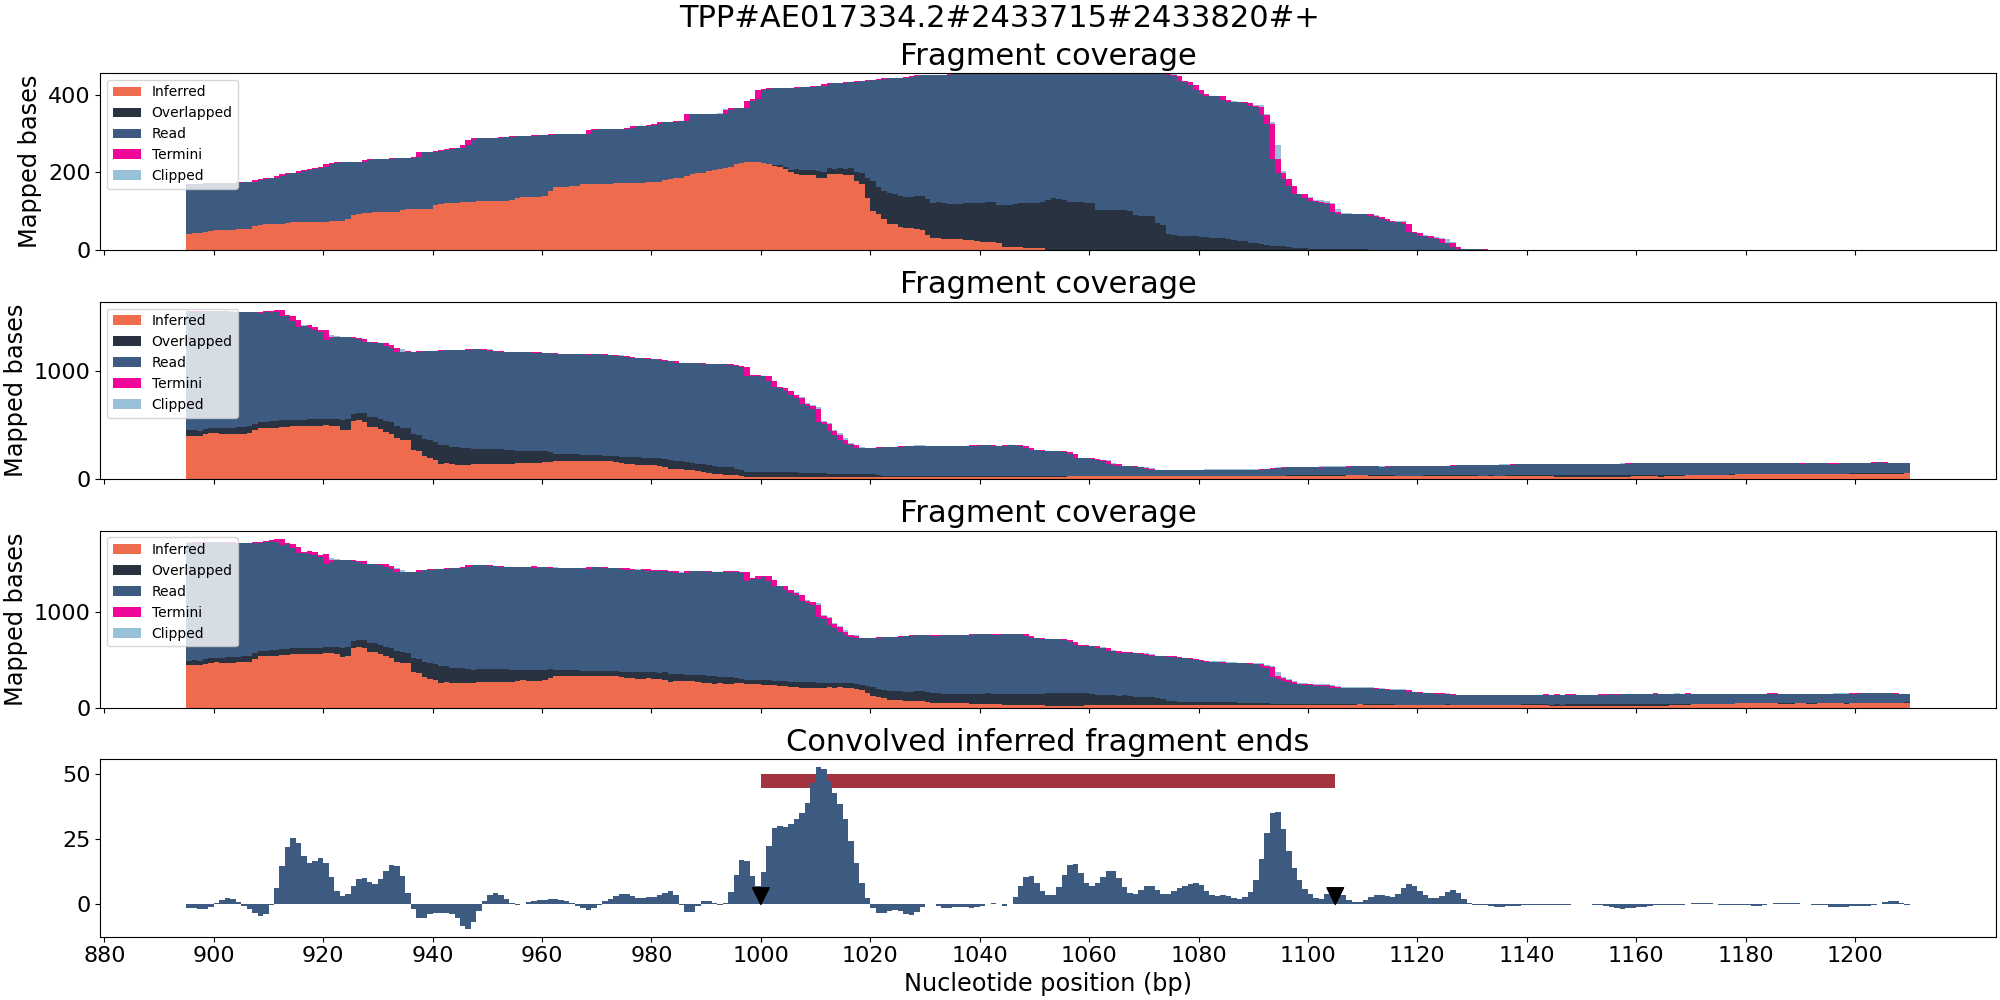 TPP#AE017334.2#2433715#2433820#+
Fragment coverage
Mapped bases
400
200
0
Inferred
Overlapped
Read
Termini
Clipped
Fragment coverage
Mapped bases
1000
0
Inferred
Overlapped
Read
Termini
Clipped
Fragment coverage
Mapped bases
1000
0
Inferred
Overlapped
Read
Termini
Clipped
Convolved inferred fragment ends
50
25
0
880 900 920 940 960 980 1000 1020 1040 1060 1080 1100 1120 1140 1160 1180 1200
Nucleotide position (bp)